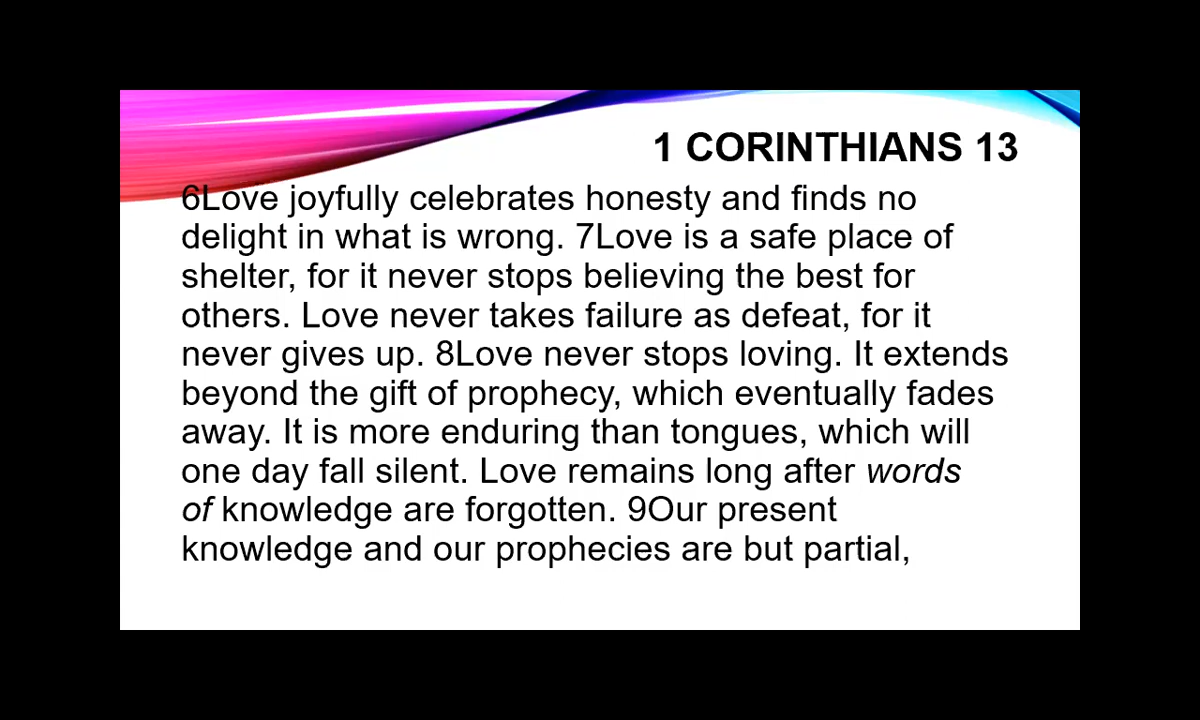 1 CORINTHIANS 13
6Love joyfully celebrates honesty and finds no
delight in what is wrong. 7Love is a safe place of
shelter, for it never stops believing the best for
others. Love never takes failure as defeat, for it
never gives up. 8Love never stops loving. It extends
beyond the gift of prophecy, which eventually fades
away. It is more enduring than tongues, which will
one day fall silent. Love remains long after words
of knowledge are forgotten. 9Our present
knowledge and our prophecies are but partial,